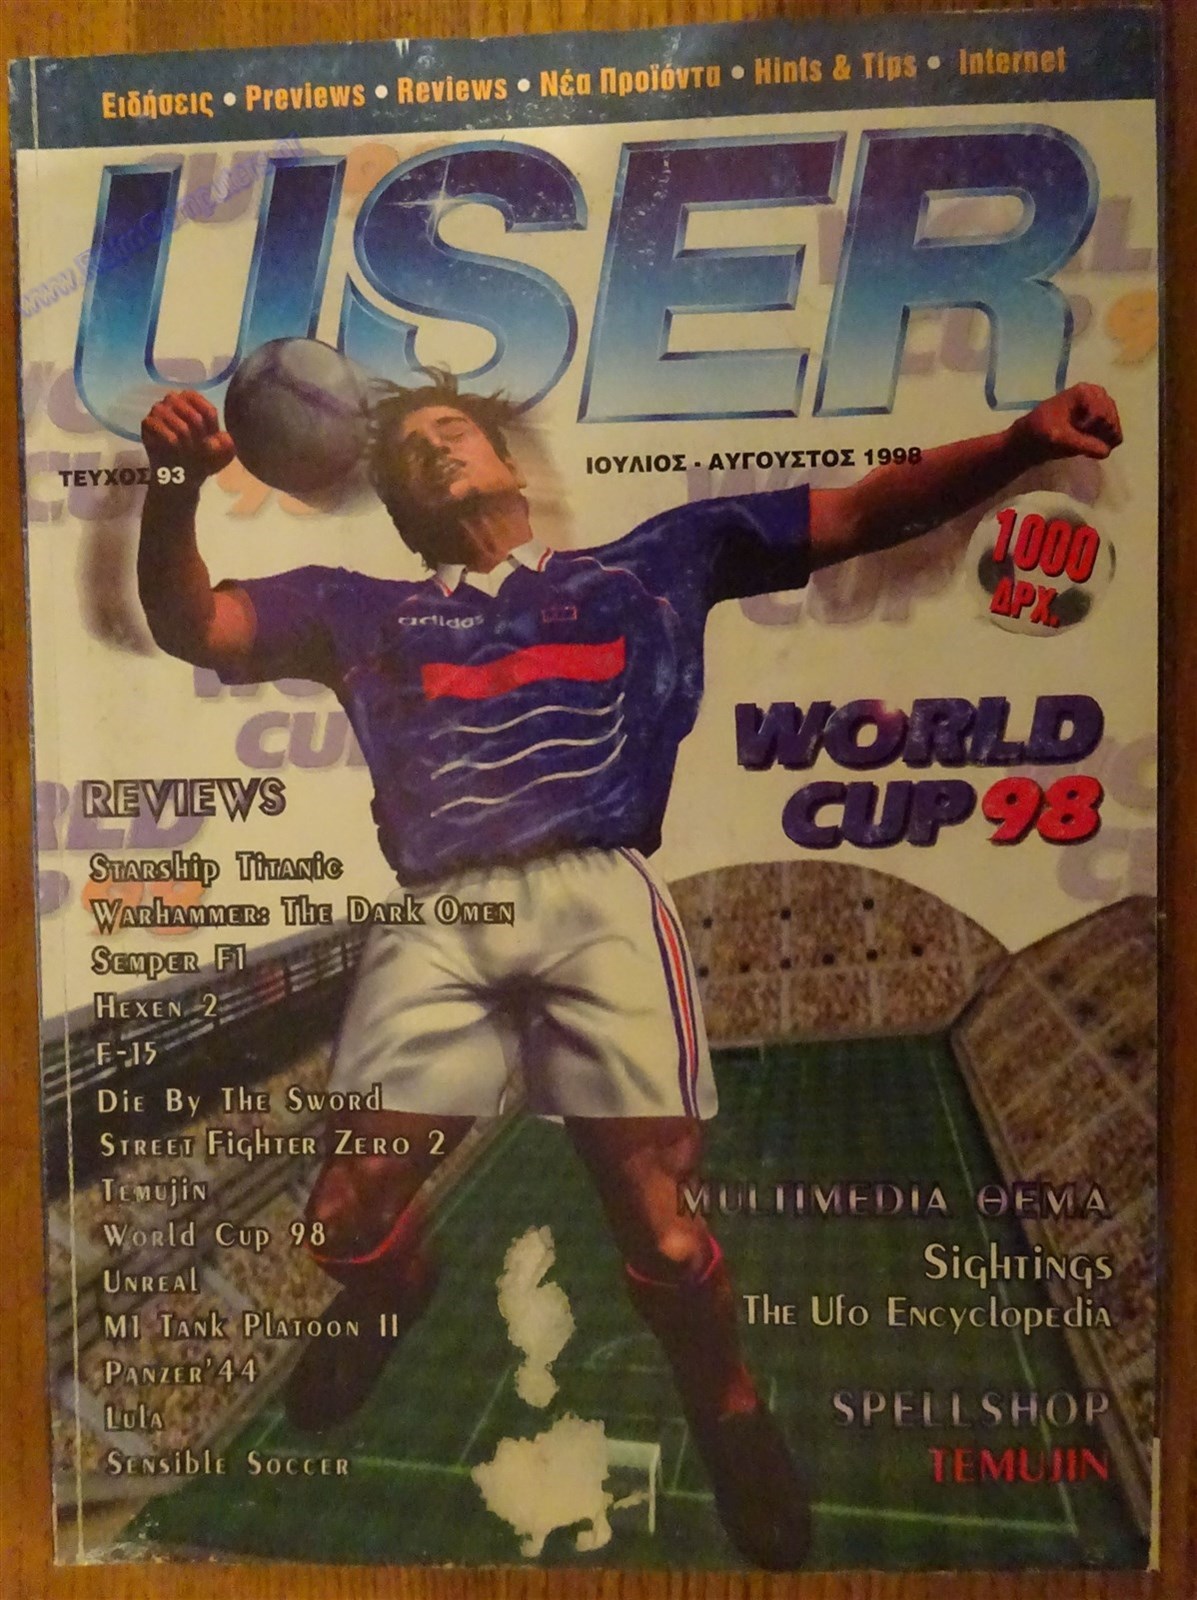 Ειδήσεις • Previews • Reviews • Νέα Προϊόντα • Hints & Tips • Internet
USER
ΤΕΥΧΟΣ 93
ΙΟΥΛΙΟΣ - ΑΥΓΟΥΣΤΟΣ 1998
1000
ΔΡΧ.
adidas
WORLD
CUP 98
REVIEWS
Starship Titanic
Warhammer: The Dark Omen
Semper F1
Hexen 2
F-15
Die By The Sword
Street Fighter Zero 2
Temujin
World Cup 98
Unreal
M1 Tank Platoon II
Panzer'44
Lula
Sensible Soccer
MULTIMEDIA ΘΕΜΑ
Sightings
The Ufo Encyclopedia
SPELLSHOP
TEMUJIN